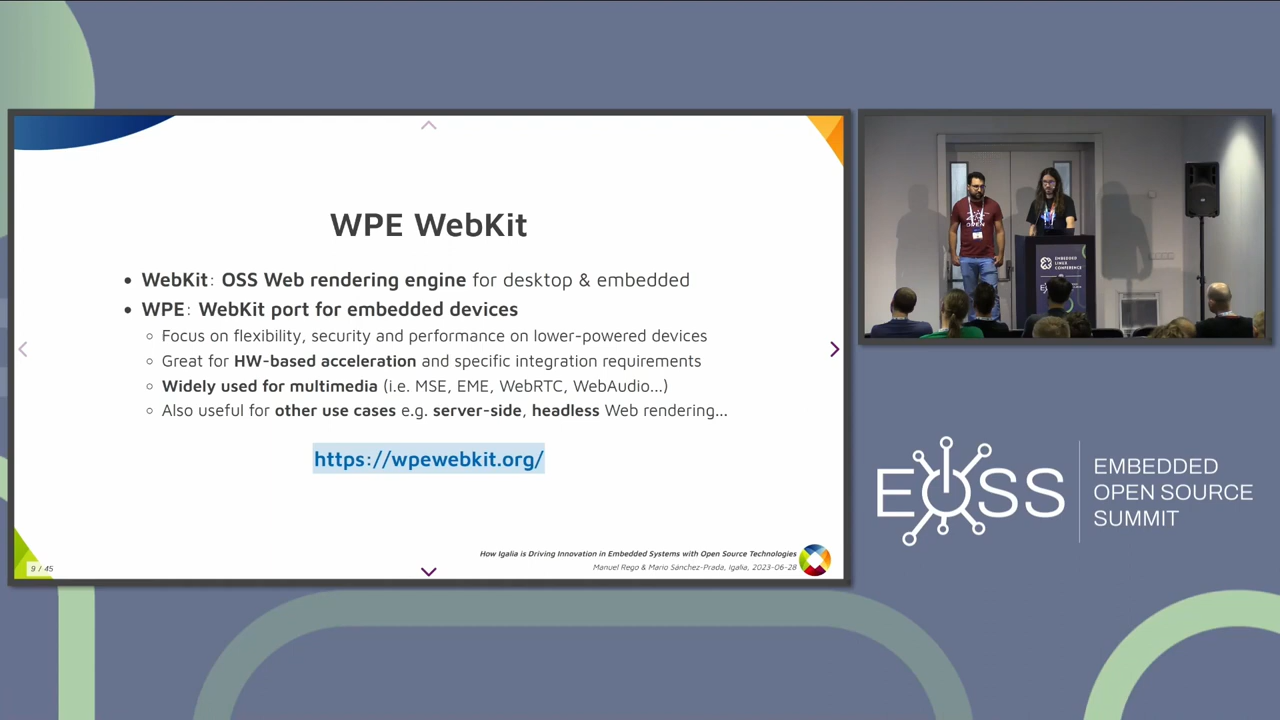 WPE WebKit
• WebKit: OSS Web rendering engine for desktop & embedded
• WPE: WebKit port for embedded devices
◦ Focus on flexibility, security and performance on lower-powered devices
◦ Great for HW-based acceleration and specific integration requirements
◦ Widely used for multimedia (i.e. MSE, EME, WebRTC, WebAudio...)
◦ Also useful for other use cases e.g. server-side, headless Web rendering...
https://wpewebkit.org/
How Igalia is Driving Innovation in Embedded Systems with Open Source Technologies
Manuel Rego & Mario Sánchez-Prada, Igalia, 2023-06-28
9 / 45
OPEN
EMBEDDED
LINUX
CONFERENCE
EOSS
EMBEDDED
OPEN SOURCE
SUMMIT